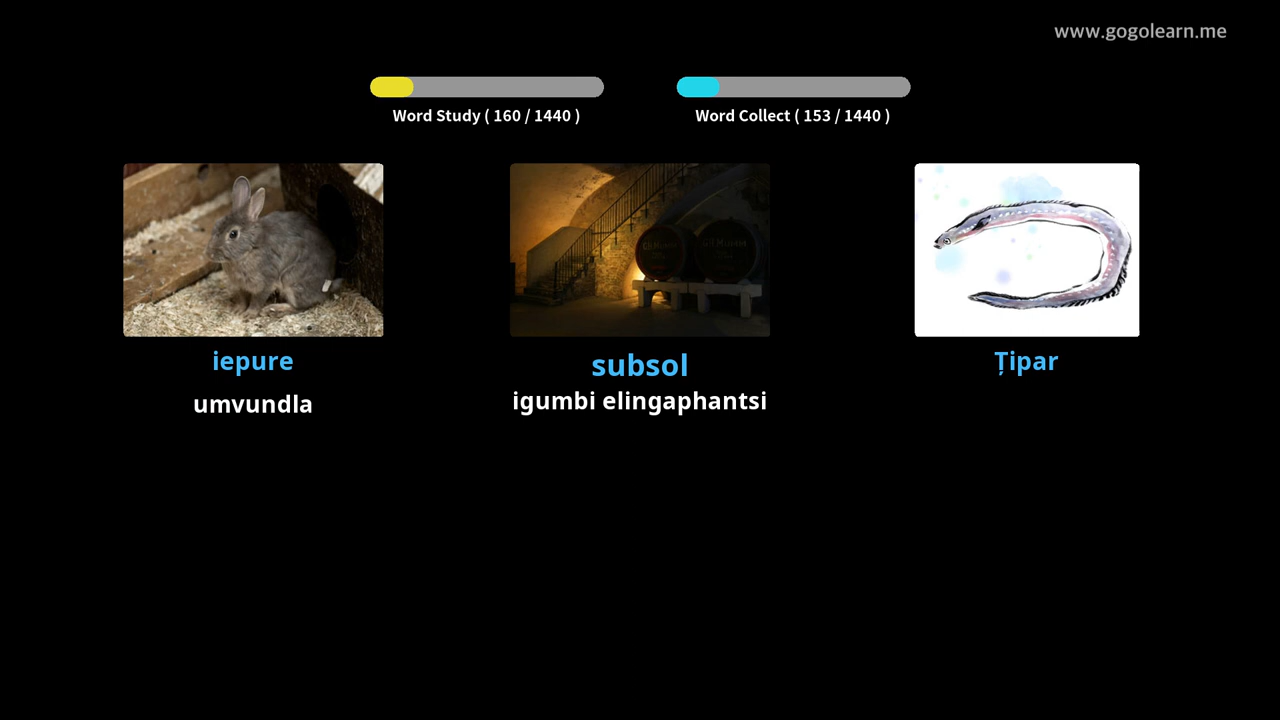 www.gogolearn.me
Word Study ( 160 / 1440 )
Word Collect ( 153 / 1440 )
iepure
subsol
Țipar
umvundla
igumbi elingaphantsi